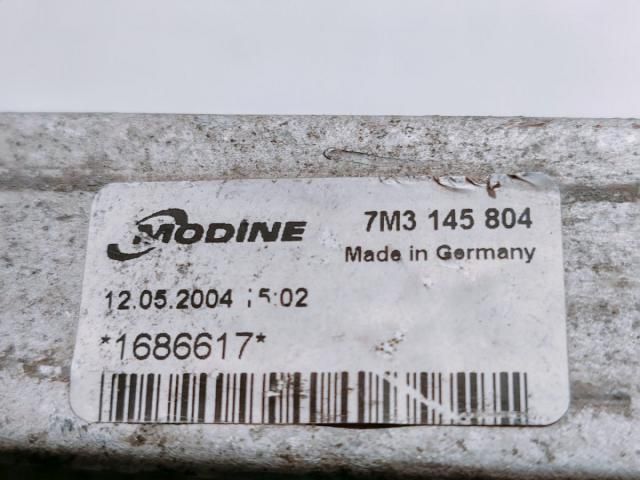 MODINE
7M3 145 804
Made in Germany
12.05.2004 15:02
*1686617*